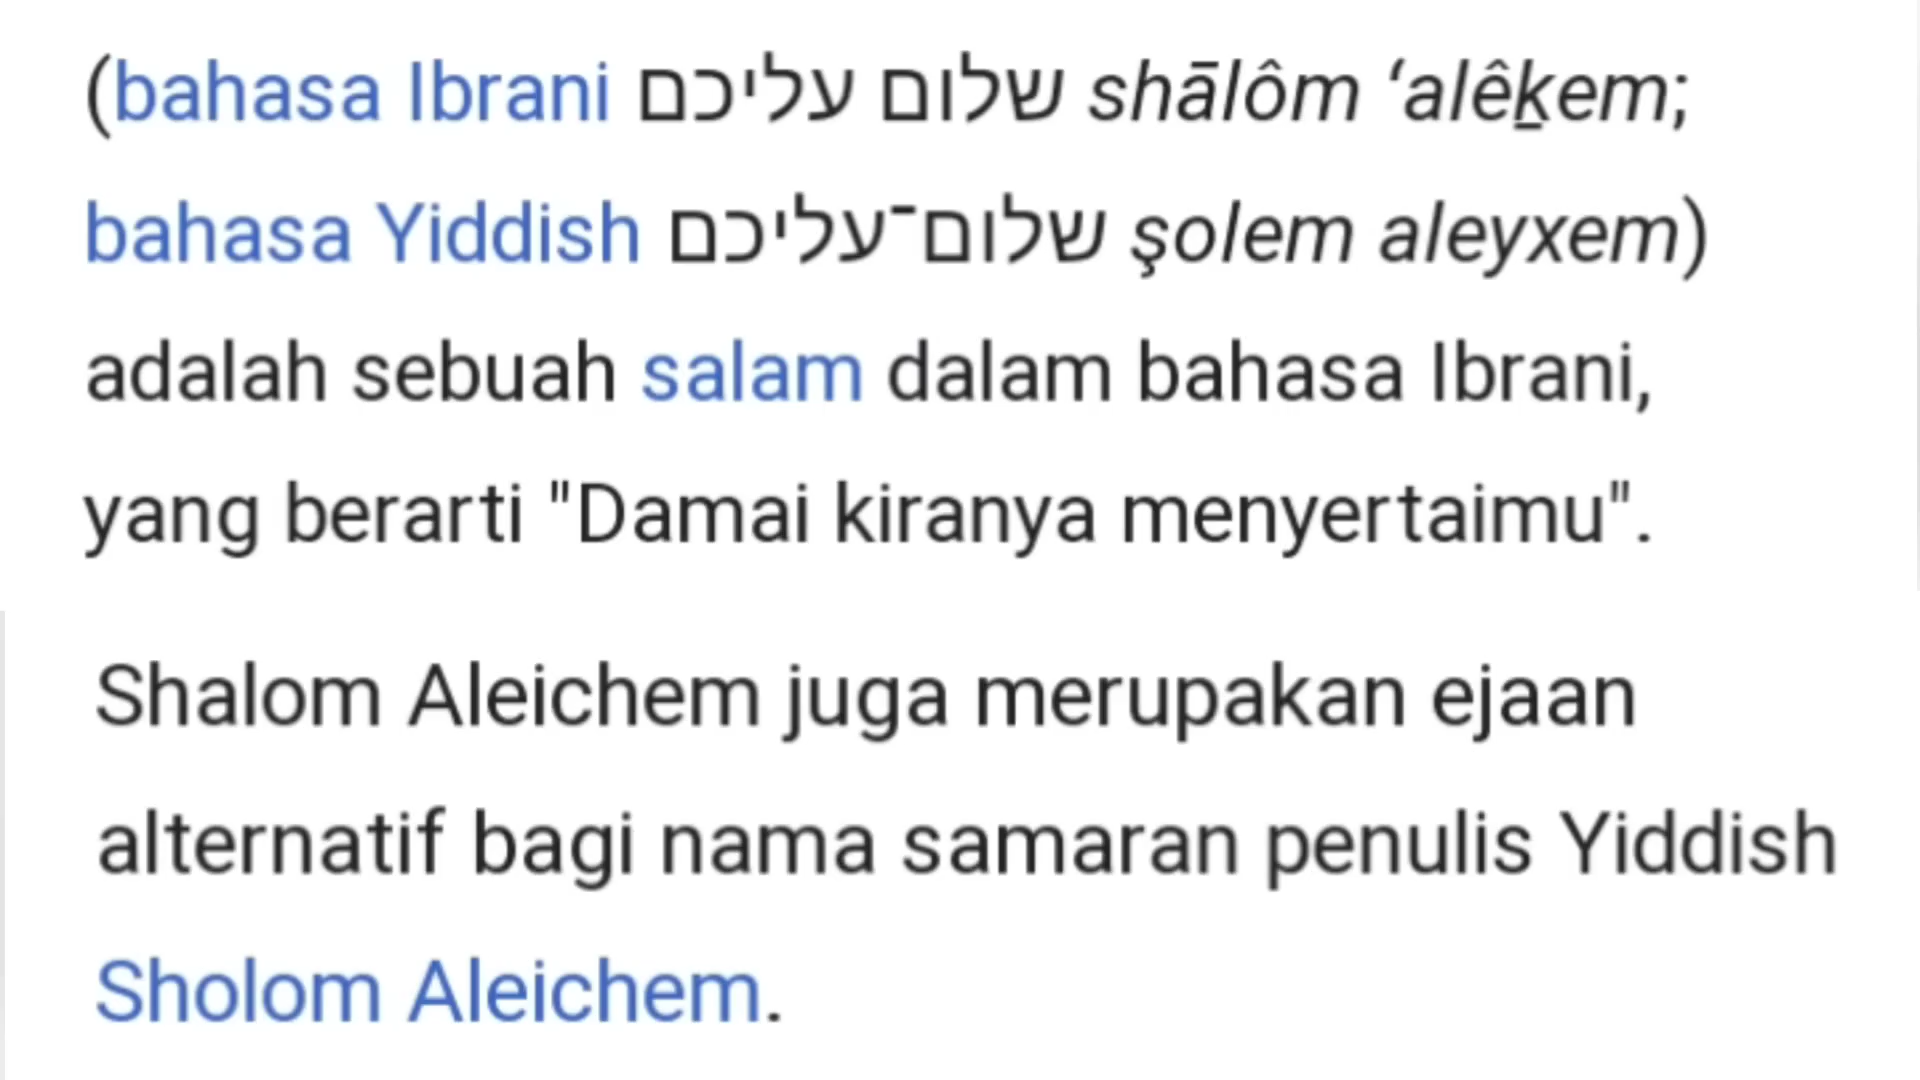 (bahasa Ibrani שלום עליכם shālôm ‘alêḵem;
bahasa Yiddish שלום־עליכם şolem aleyxem)
adalah sebuah salam dalam bahasa Ibrani,
yang berarti "Damai kiranya menyertaimu".
Shalom Aleichem juga merupakan ejaan
alternatif bagi nama samaran penulis Yiddish
Sholom Aleichem.